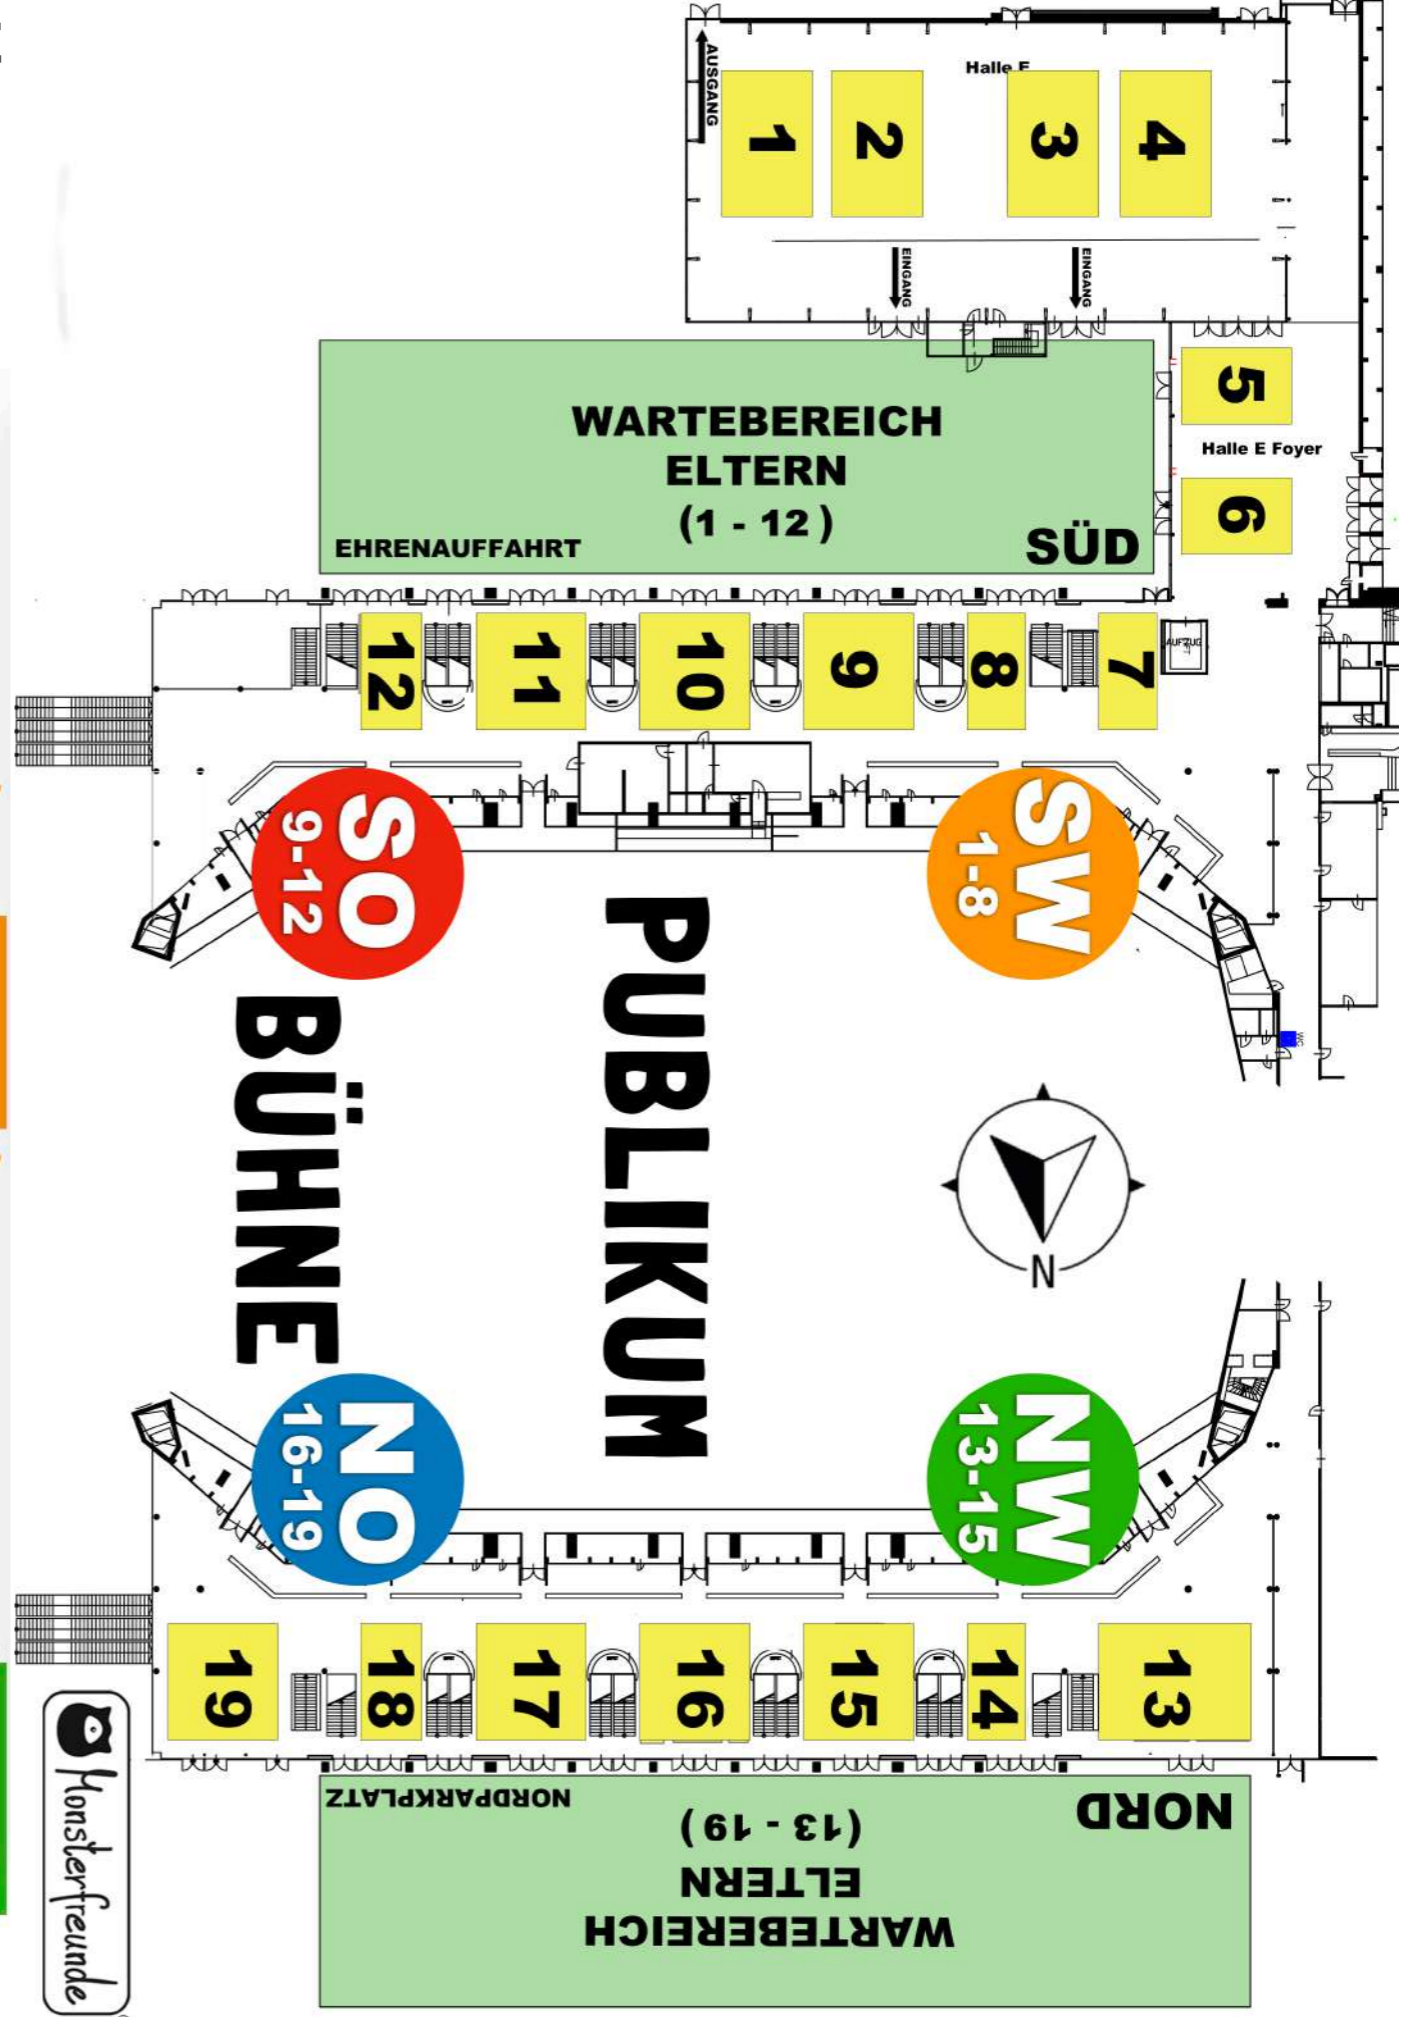 Halle E
AUSGANG
1
2
3
4
EINGANG
EINGANG
5
Halle E Foyer
6
WARTEBEREICH
ELTERN
(1 - 12)
EHRENAUFFAHRT
SÜD
12
11
10
9
8
7
AUFZUG
SO
9-12
SW
1-8
PUBLIKUM
BÜHNE
WC
N
NO
16-19
NW
13-15
19
18
17
16
15
14
13
NORD
NORDPARKPLATZ
WARTEBEREICH
ELTERN
(13 - 19)
Monsterfreunde